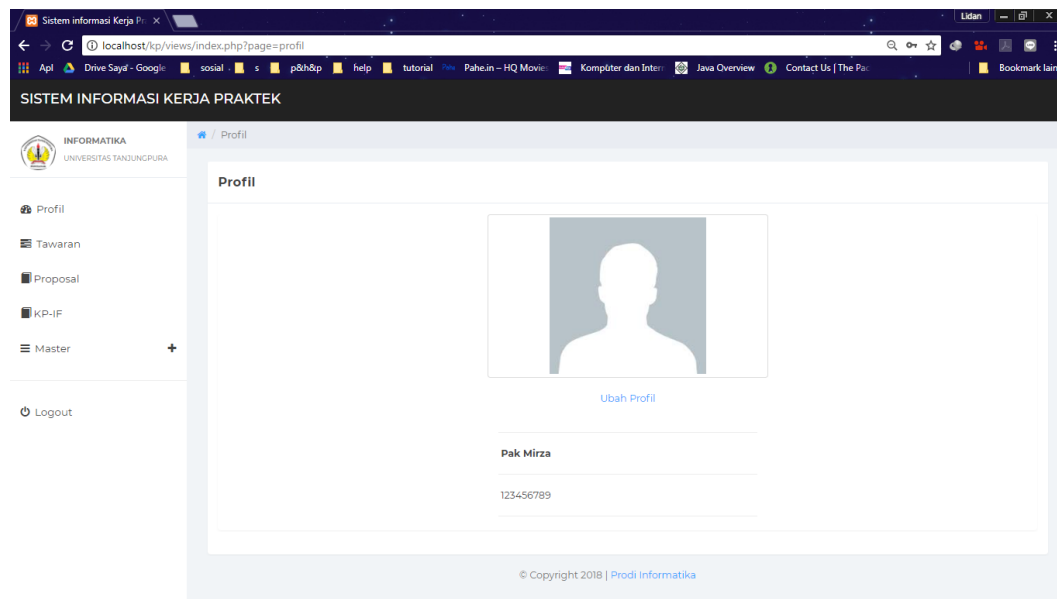 Sistem informasi Kerja Pr
Lidan
localhost/kp/views/index.php?page=profil
Apl
Drive Saya - Google
sosial
s
p&h&p
help
tutorial
Pahe.in – HQ Movies
Komputer dan Intern
Java Overview
Contact Us | The Pac
Bookmark lain
SISTEM INFORMASI KERJA PRAKTEK
INFORMATIKA
UNIVERSITAS TANJUNGPURA
/ Profil
Profil
Profil
Tawaran
Proposal
KP-IF
Master
Logout
Ubah Profil
Pak Mirza
123456789
© Copyright 2018 | Prodi Informatika